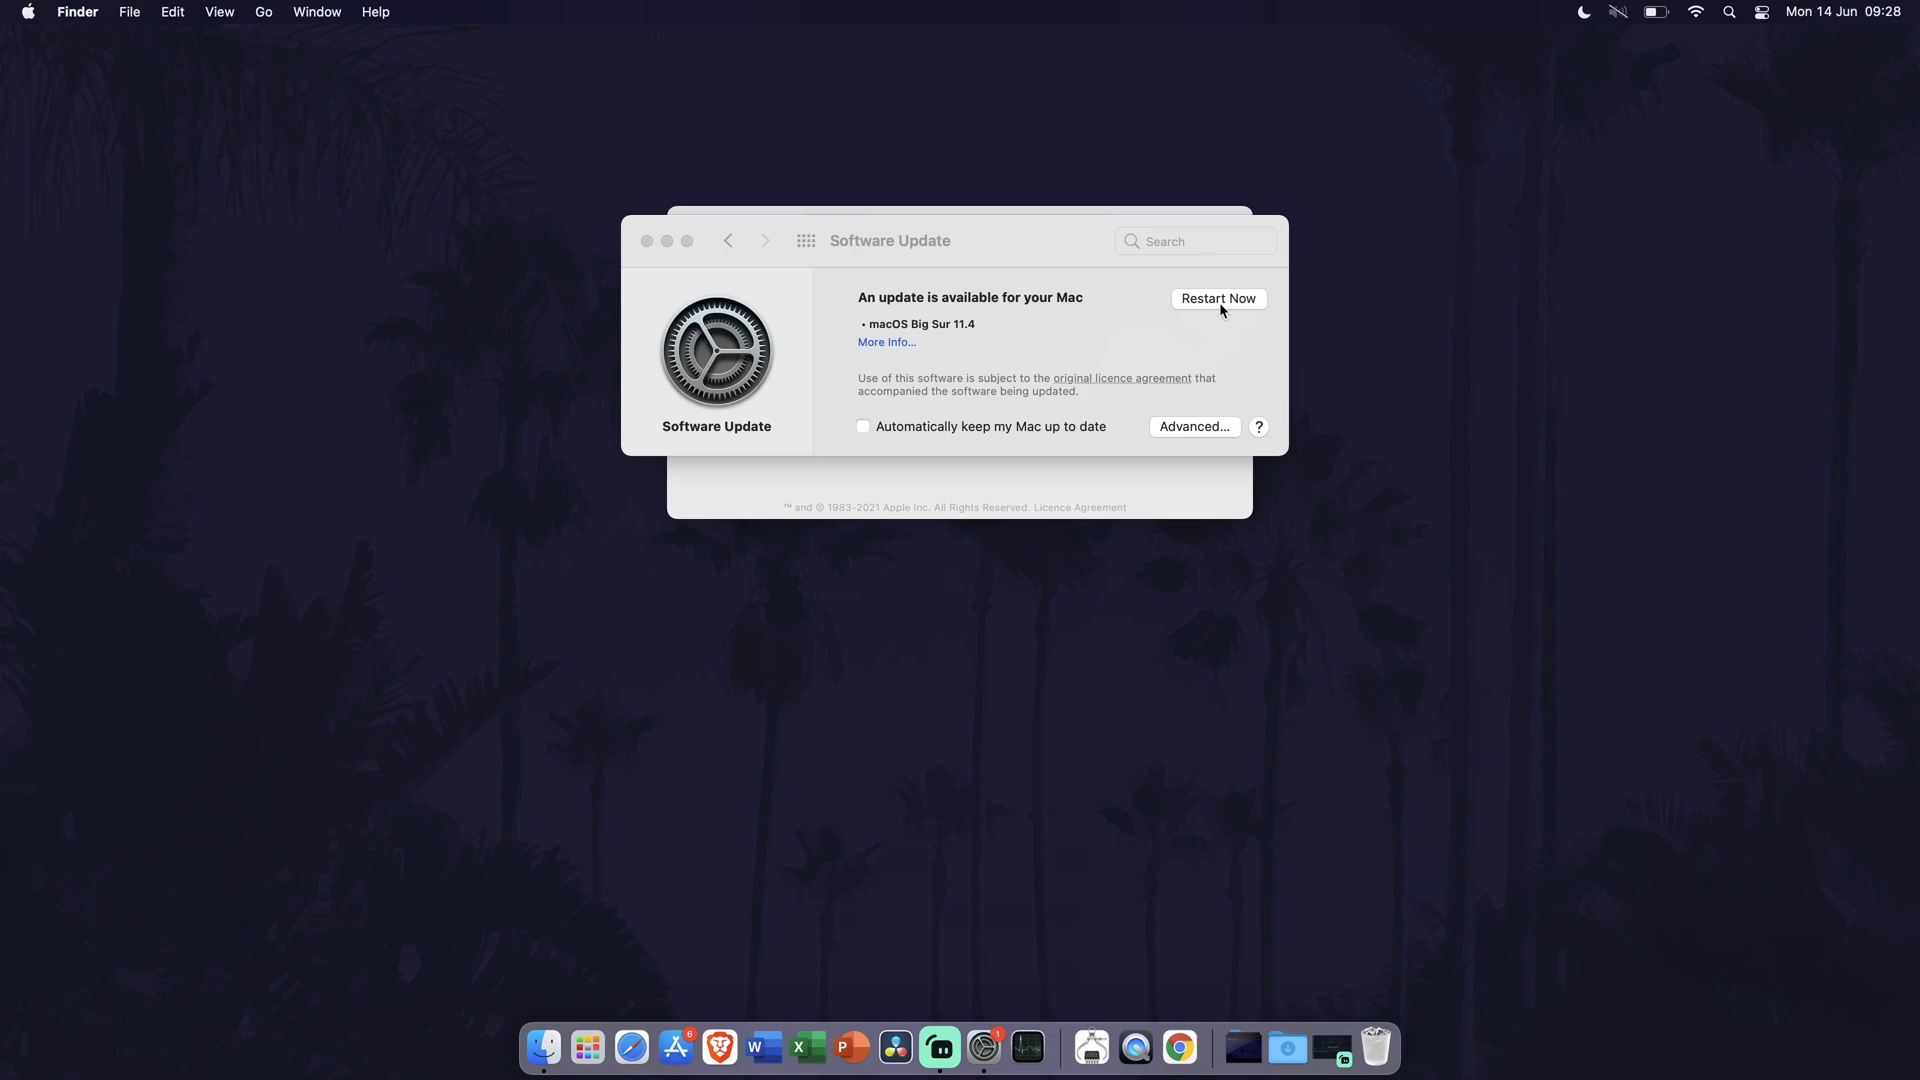 Finder File Edit View Go Window Help
Mon 14 Jun 09:28
Software Update
Search
An update is available for your Mac
Restart Now
• macOS Big Sur 11.4
More Info...
Use of this software is subject to the original licence agreement that
accompanied the software being updated.
Software Update
Automatically keep my Mac up to date
Advanced...
?
™ and © 1983-2021 Apple Inc. All Rights Reserved. Licence Agreement
6
W
X
P
1